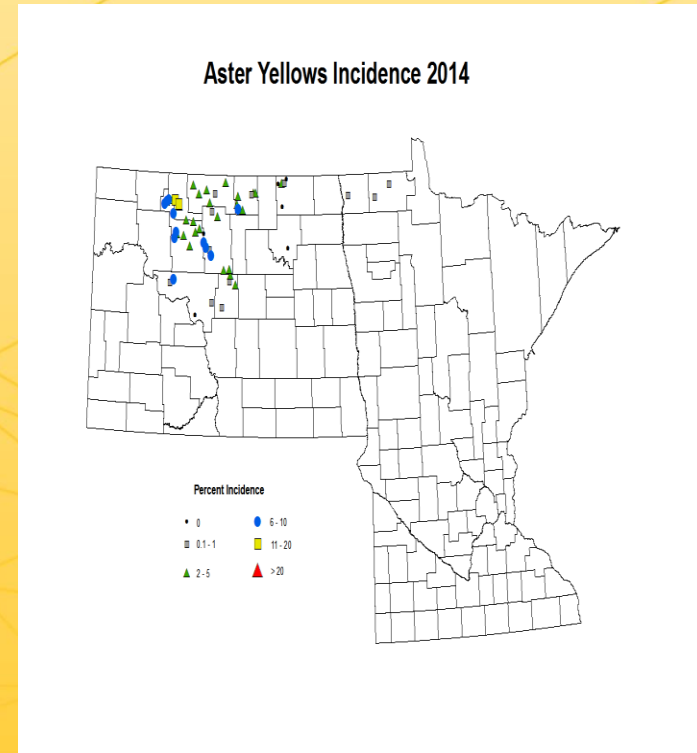 Aster Yellows Incidence 2014
Percent Incidence
0
6 - 10
0.1 - 1
11 - 20
2 - 5
> 20